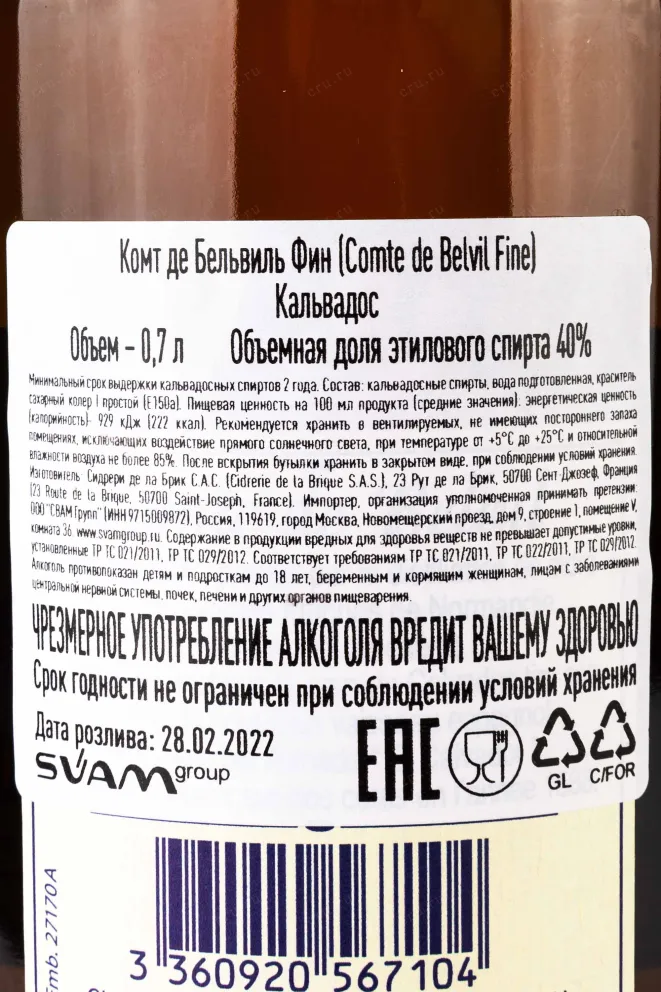 Комт де Бельвиль Фин (Comte de Belvil Fine)
Кальвадос
Объем – 0,7 л Объемная доля этилового спирта 40%
Минимальный срок выдержки кальвадосных спиртов 2 года. Состав: кальвадосные спирты, вода подготовленная, краситель
сахарный колер I простой (Е150а). Пищевая ценность на 100 мл продукта (средние значения): энергетическая ценность
(калорийность)- 929 кДж (222 ккал). Рекомендуется хранить в вентилируемых, не имеющих постороннего запаха
помещениях, исключающих воздействие прямого солнечного света, при температуре от +5°С до +25°С и относительной
влажности воздуха не более 85%. После вскрытия бутылки хранить в закрытом виде, при соблюдении условий хранения.
Изготовитель Сидрери де ла Брик С.А.С. (Cidrerie de la Brique S.A.S.), 23 Рут де ла Брик, 50700 Сент-Джозеф, Франция
(23 Route de la Brique, 50700 Saint-Joseph, France). Импортер, организация уполномоченная принимать претензии:
ООО "СВАМ Групп" (ИНН 9715009872), Россия, 119619, город Москва, Новомещерский проезд, дом 9, строение 1, помещение V,
комната 36. www.svamgroup.ru. Содержание в продукции вредных для здоровья веществ не превышает допустимые уровни,
установленные ТР ТС 021/2011, ТР ТС 029/2012. Соответствует требованиям ТР ТС 021/2011, ТР ТС 022/2011, ТР ТС 029/2012.
Алкоголь противопоказан детям и подросткам до 18 лет, беременным и кормящим женщинам, лицам с заболеваниями
центральной нервной системы, почек, печени и других органов пищеварения.
ЧРЕЗМЕРНОЕ УПОТРЕБЛЕНИЕ АЛКОГОЛЯ ВРЕДИТ ВАШЕМУ ЗДОРОВЬЮ
Срок годности не ограничен при соблюдении условий хранения
Дата розлива: 28.02.2022
SVAM group
EAC
GL C/FOR
Emb. 27170A
3 360920 567104